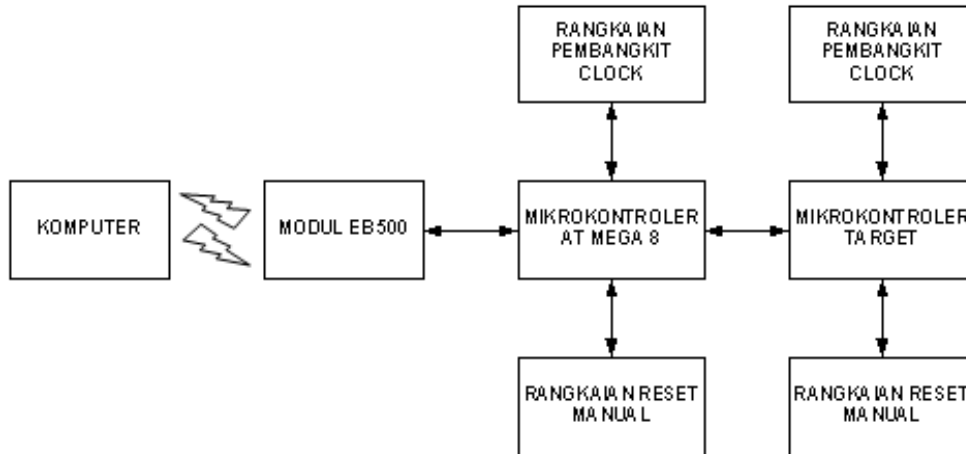 RANGKAIAN
PEMBANGKIT
CLOCK
RANGKAIAN
PEMBANGKIT
CLOCK
KOMPUTER
MODUL EB500
MIKROKONTROLER
AT MEGA 8
MIKROKONTROLER
TARGET
RANGKAIAN RESET
MANUAL
RANGKAIAN RESET
MANUAL